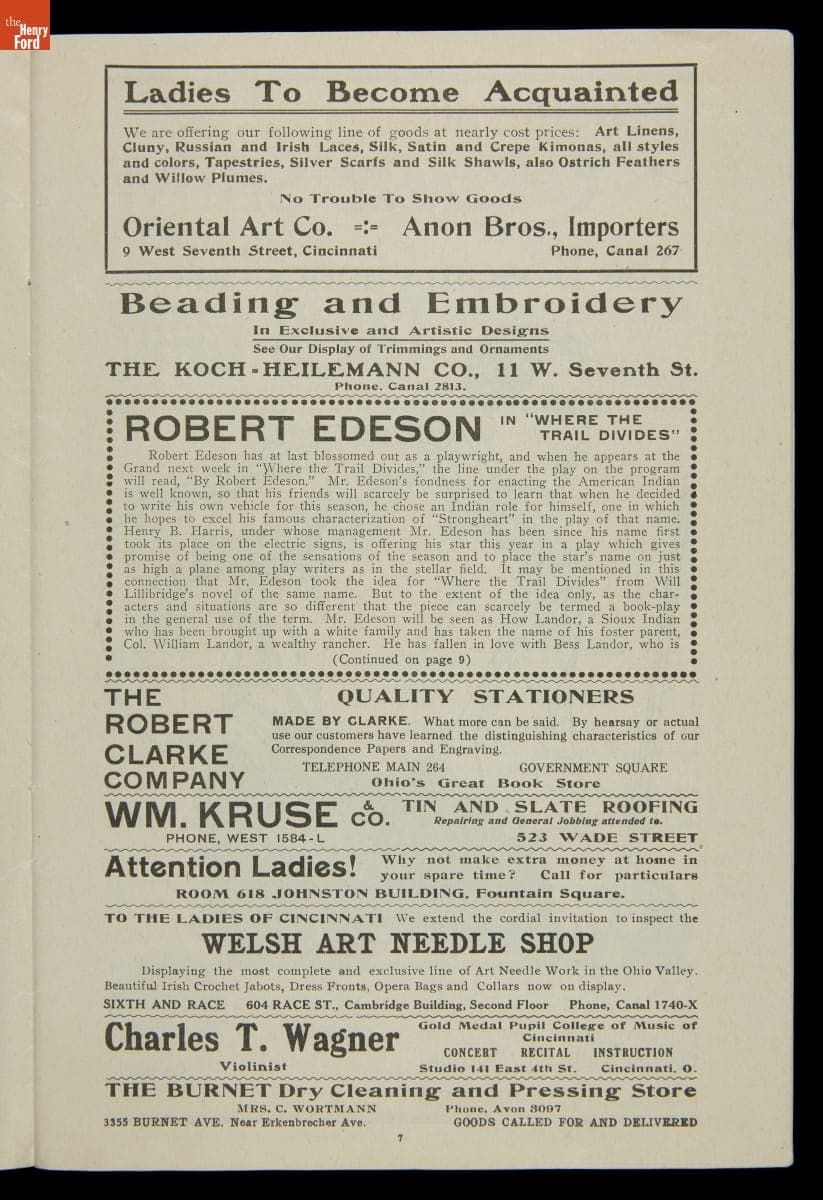 the
Henry
Ford
Ladies To Become Acquainted
We are offering our following line of goods at nearly cost prices: Art Linens,
Cluny, Russian and Irish Laces, Silk, Satin and Crepe Kimonas, all styles
and colors, Tapestries, Silver Scarfs and Silk Shawls, also Ostrich Feathers
and Willow Plumes.
No Trouble To Show Goods
Oriental Art Co. =:= Anon Bros., Importers
9 West Seventh Street, Cincinnati Phone, Canal 267
Beading and Embroidery
In Exclusive and Artistic Designs
See Our Display of Trimmings and Ornaments
THE KOCH-HEILEMANN CO., 11 W. Seventh St.
Phone, Canal 2813.
ROBERT EDESON IN "WHERE THE
TRAIL DIVIDES"
Robert Edeson has at last blossomed out as a playwright, and when he appears at the
Grand next week in "Where the Trail Divides," the line under the play on the program
will read, "By Robert Edeson." Mr. Edeson's fondness for enacting the American Indian
is well known, so that his friends will scarcely be surprised to learn that when he decided
to write his own vehicle for this season, he chose an Indian role for himself, one in which
he hopes to excel his famous characterization of "Strongheart" in the play of that name.
Henry B. Harris, under whose management Mr. Edeson has been since his name first
took its place on the electric signs, is offering his star this year in a play which gives
promise of being one of the sensations of the season and to place the star's name on just
as high a plane among play writers as in the stellar field. It may be mentioned in this
connection that Mr. Edeson took the idea for "Where the Trail Divides" from Will
Lillibridge's novel of the same name. But to the extent of the idea only, as the char-
acters and situations are so different that the piece can scarcely be termed a book-play
in the general use of the term. Mr. Edeson will be seen as How Landor, a Sioux Indian
who has been brought up with a white family and has taken the name of his foster parent,
Col. William Landor, a wealthy rancher. He has fallen in love with Bess Landor, who is
(Continued on page 9)
THE
ROBERT
CLARKE
COMPANY
QUALITY STATIONERS
MADE BY CLARKE. What more can be said. By hearsay or actual
use our customers have learned the distinguishing characteristics of our
Correspondence Papers and Engraving.
TELEPHONE MAIN 264 GOVERNMENT SQUARE
Ohio's Great Book Store
WM. KRUSE & CO. TIN AND SLATE ROOFING
Repairing and General Jobbing attended to.
PHONE, WEST 1584-L 523 WADE STREET
Attention Ladies! Why not make extra money at home in
your spare time? Call for particulars
ROOM 618 JOHNSTON BUILDING, Fountain Square.
TO THE LADIES OF CINCINNATI We extend the cordial invitation to inspect the
WELSH ART NEEDLE SHOP
Displaying the most complete and exclusive line of Art Needle Work in the Ohio Valley.
Beautiful Irish Crochet Jabots, Dress Fronts, Opera Bags and Collars now on display.
SIXTH AND RACE 604 RACE ST., Cambridge Building, Second Floor Phone, Canal 1740-X
Charles T. Wagner
Violinist
Gold Medal Pupil College of Music of
Cincinnati
CONCERT RECITAL INSTRUCTION
Studio 141 East 4th St. Cincinnati, O.
THE BURNET Dry Cleaning and Pressing Store
MRS. C. WORTMANN Phone, Avon 3097
3355 BURNET AVE. Near Erkenbrecher Ave. GOODS CALLED FOR AND DELIVERED
7